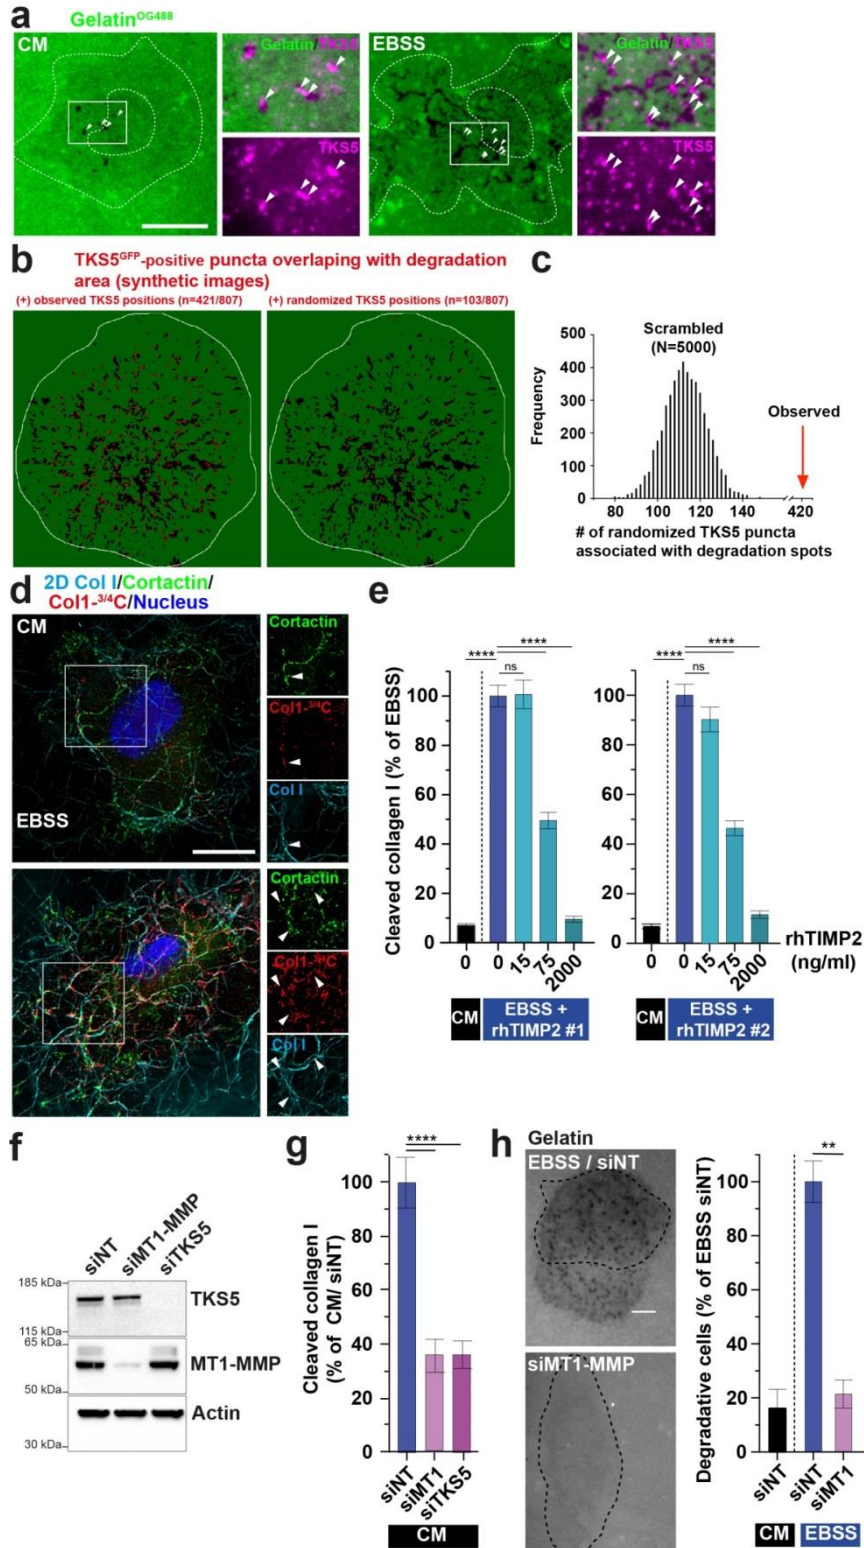 a
Gelatin^OG488
CM
Gelatin/TKS5
TKS5
EBSS
Gelatin/TKS5
TKS5
b
TKS5^GFP-positive puncta overlaping with degradation
area (synthetic images)
(+) observed TKS5 positions (n=421/807)
(+) randomized TKS5 positions (n=103/807)
c
Scrambled
(N=5000)
Observed
Frequency
500
400
300
200
100
0
80
100
120
140
420
# of randomized TKS5 puncta
associated with degradation spots
d
2D Col I/Cortactin/
Col1-^3/4C/Nucleus
CM
Cortactin
Col1-^3/4C
Col I
EBSS
Cortactin
Col1-^3/4C
Col I
e
Cleaved collagen I (% of EBSS)
100
80
60
40
20
0
****
****
ns
0
0
15
75
2000
CM
EBSS +
rhTIMP2 #1
100
80
60
40
20
0
****
****
ns
0
0
15
75
2000
rhTIMP2
(ng/ml)
CM
EBSS +
rhTIMP2 #2
f
siNT
siMT1-MMP
siTKS5
185 kDa
TKS5
115 kDa
65 kDa
MT1-MMP
50 kDa
Actin
30 kDa
g
Cleaved collagen I
(% of CM/ siNT)
****
100
80
60
40
20
0
siNT
siMT1
siTKS5
CM
h
Gelatin
EBSS / siNT
siMT1-MMP
Degradative cells (% of EBSS siNT)
**
100
80
60
40
20
0
siNT
siNT
siMT1
CM
EBSS